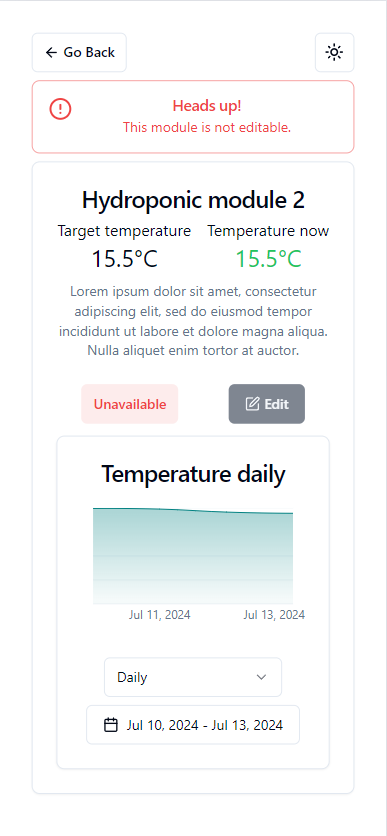 Go Back
Heads up!
This module is not editable.
Hydroponic module 2
Target temperature
Temperature now
15.5°C
15.5°C
Lorem ipsum dolor sit amet, consectetur
adipiscing elit, sed do eiusmod tempor
incididunt ut labore et dolore magna aliqua.
Nulla aliquet enim tortor at auctor.
Unavailable
Edit
Temperature daily
Jul 11, 2024
Jul 13, 2024
Daily
Jul 10, 2024 - Jul 13, 2024